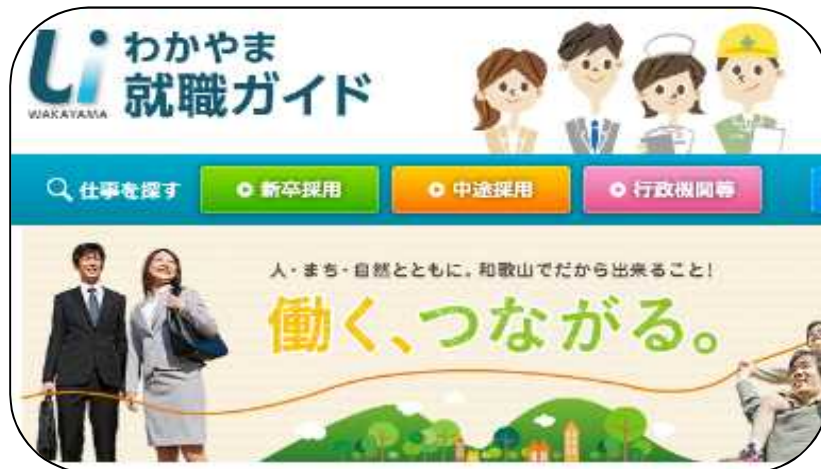 わかやま
就職ガイド
WAKAYAMA
仕事を探す
新卒採用
中途採用
行政機関等
人・まち・自然とともに。和歌山でだから出来ること！
働く、つながる。